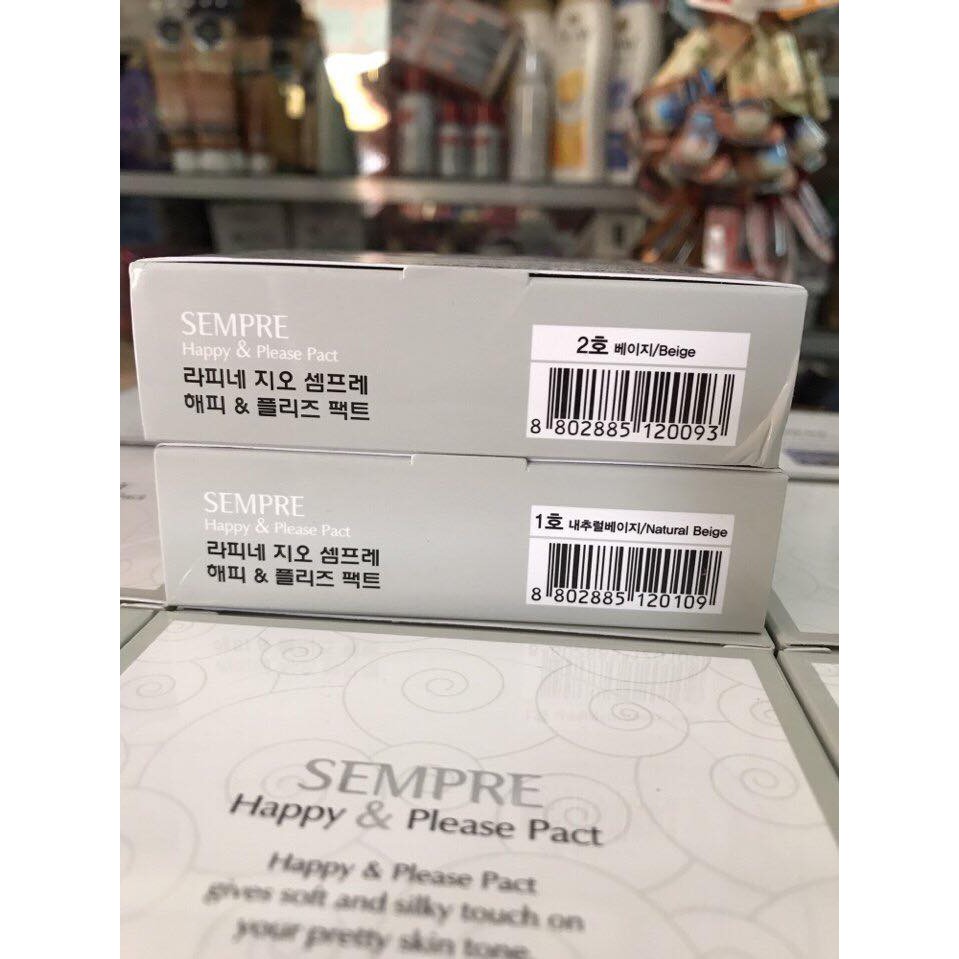 SEMPRE
Happy & Please Pact
라피네 지오 셈프레
해피 & 플리즈 팩트
2호 베이지/Beige
8 802885 120093
SEMPRE
Happy & Please Pact
라피네 지오 셈프레
해피 & 플리즈 팩트
1호 내추럴베이지/Natural Beige
8 802885 120109
SEMPRE
Happy & Please Pact
Happy & Please Pact
gives soft and silky touch on
your pretty skin tone.